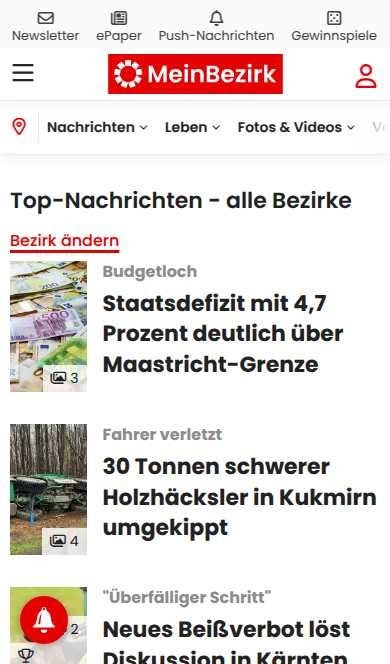 Newsletter ePaper Push-Nachrichten Gewinnspiele
MeinBezirk
Nachrichten Leben Fotos & Videos
Top-Nachrichten - alle Bezirke
Bezirk ändern
Budgetloch
Staatsdefizit mit 4,7
Prozent deutlich über
Maastricht-Grenze
3
Fahrer verletzt
30 Tonnen schwerer
Holzhäcksler in Kukmirn
umgekippt
4
"Überfälliger Schritt"
Neues Beißverbot löst
2
Diskussion in Kärnten